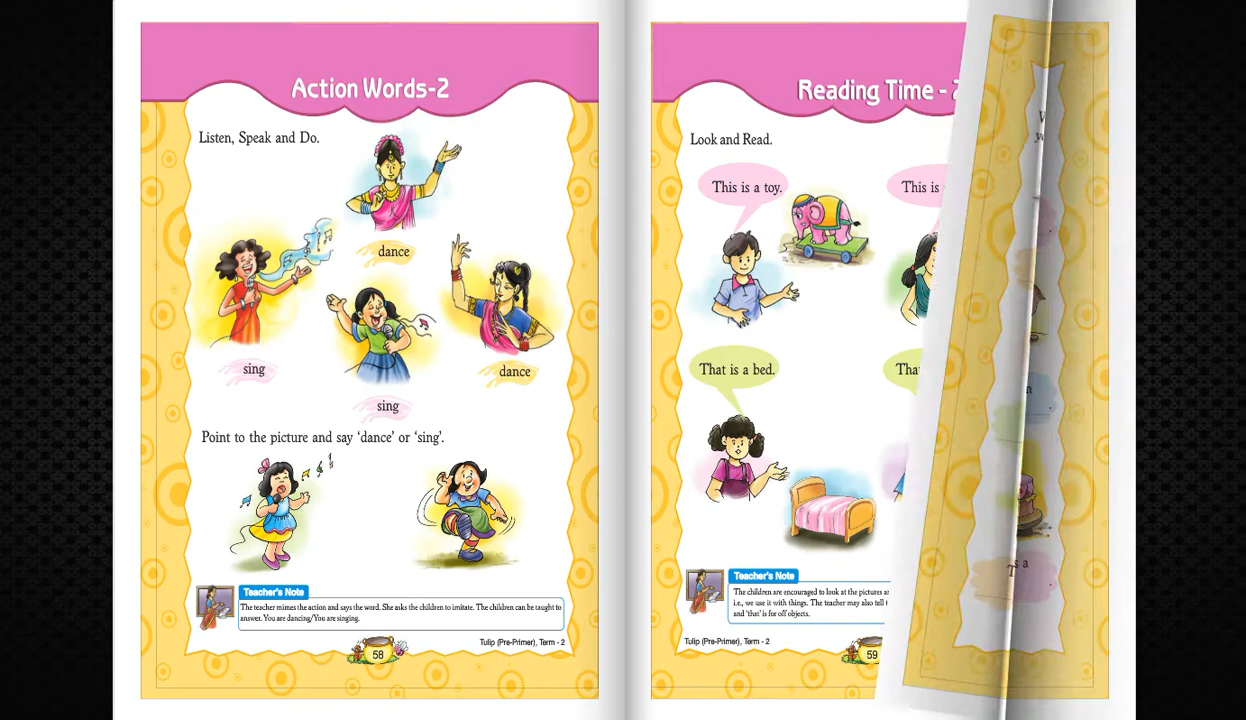 Action Words-2
Listen, Speak and Do.
dance
sing
dance
sing
Point to the picture and say ‘dance’ or ‘sing’.
Teacher's Note
The teacher mimes the action and says the word. She asks the children to imitate. The children can be taught to
answer. You are dancing/You are singing.
Tulip (Pre-Primer), Term - 2
58
Reading Time -
Look and Read.
This is a toy.
This is
That is a bed.
Teacher's Note
The children are encouraged to look at the pictures
i.e., we use it with things. The teacher may also tell
and ‘that’ is for off objects.
Tulip (Pre-Primer), Term - 2
59